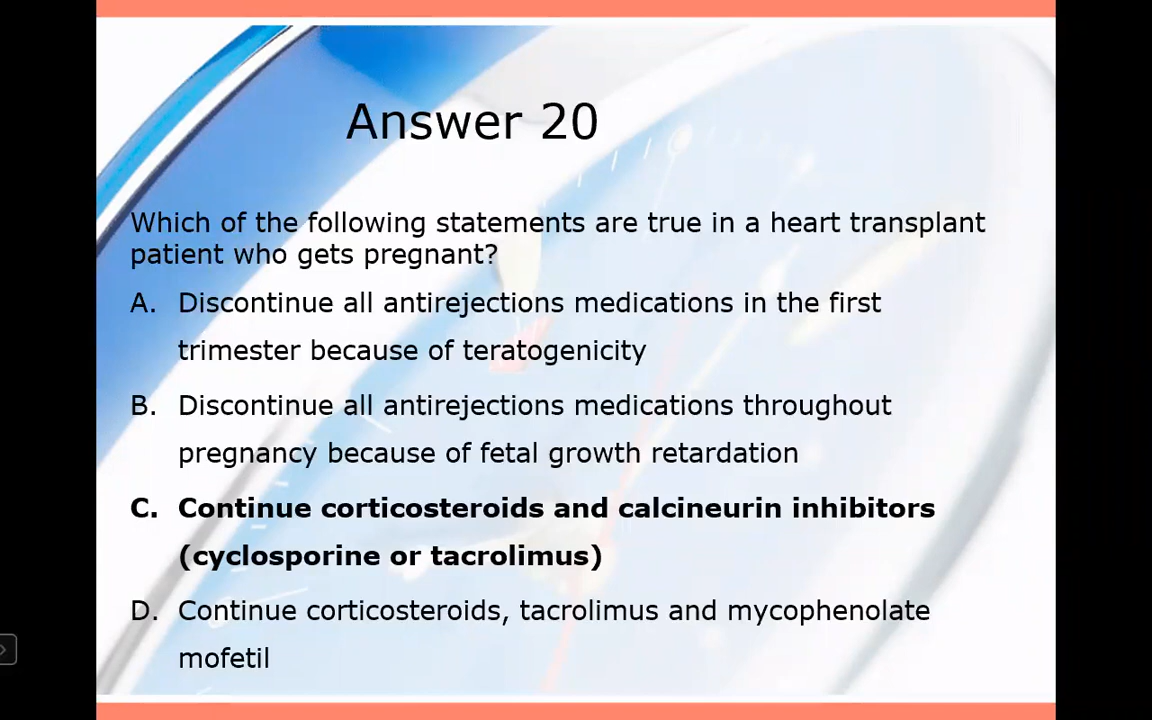 Answer 20
Which of the following statements are true in a heart transplant
patient who gets pregnant?
A. Discontinue all antirejections medications in the first
trimester because of teratogenicity
B. Discontinue all antirejections medications throughout
pregnancy because of fetal growth retardation
C. Continue corticosteroids and calcineurin inhibitors
(cyclosporine or tacrolimus)
D. Continue corticosteroids, tacrolimus and mycophenolate
mofetil